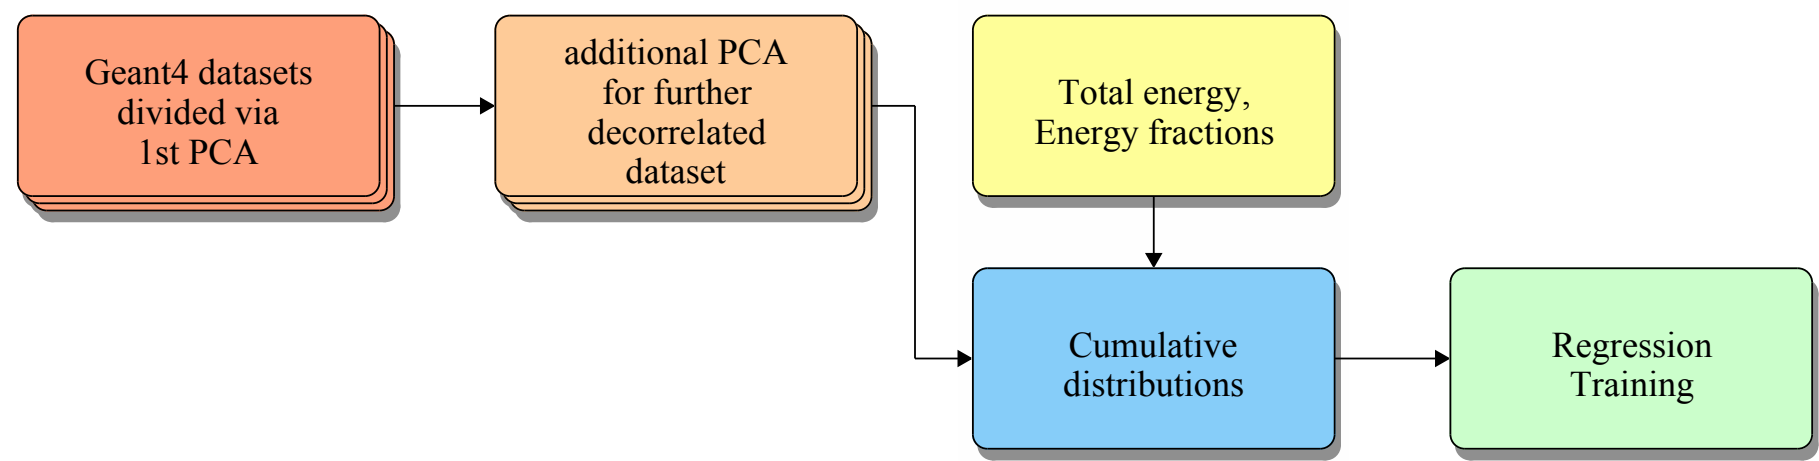 Geant4 datasets
divided via
1st PCA
additional PCA
for further
decorrelated
dataset
Total energy,
Energy fractions
Cumulative
distributions
Regression
Training